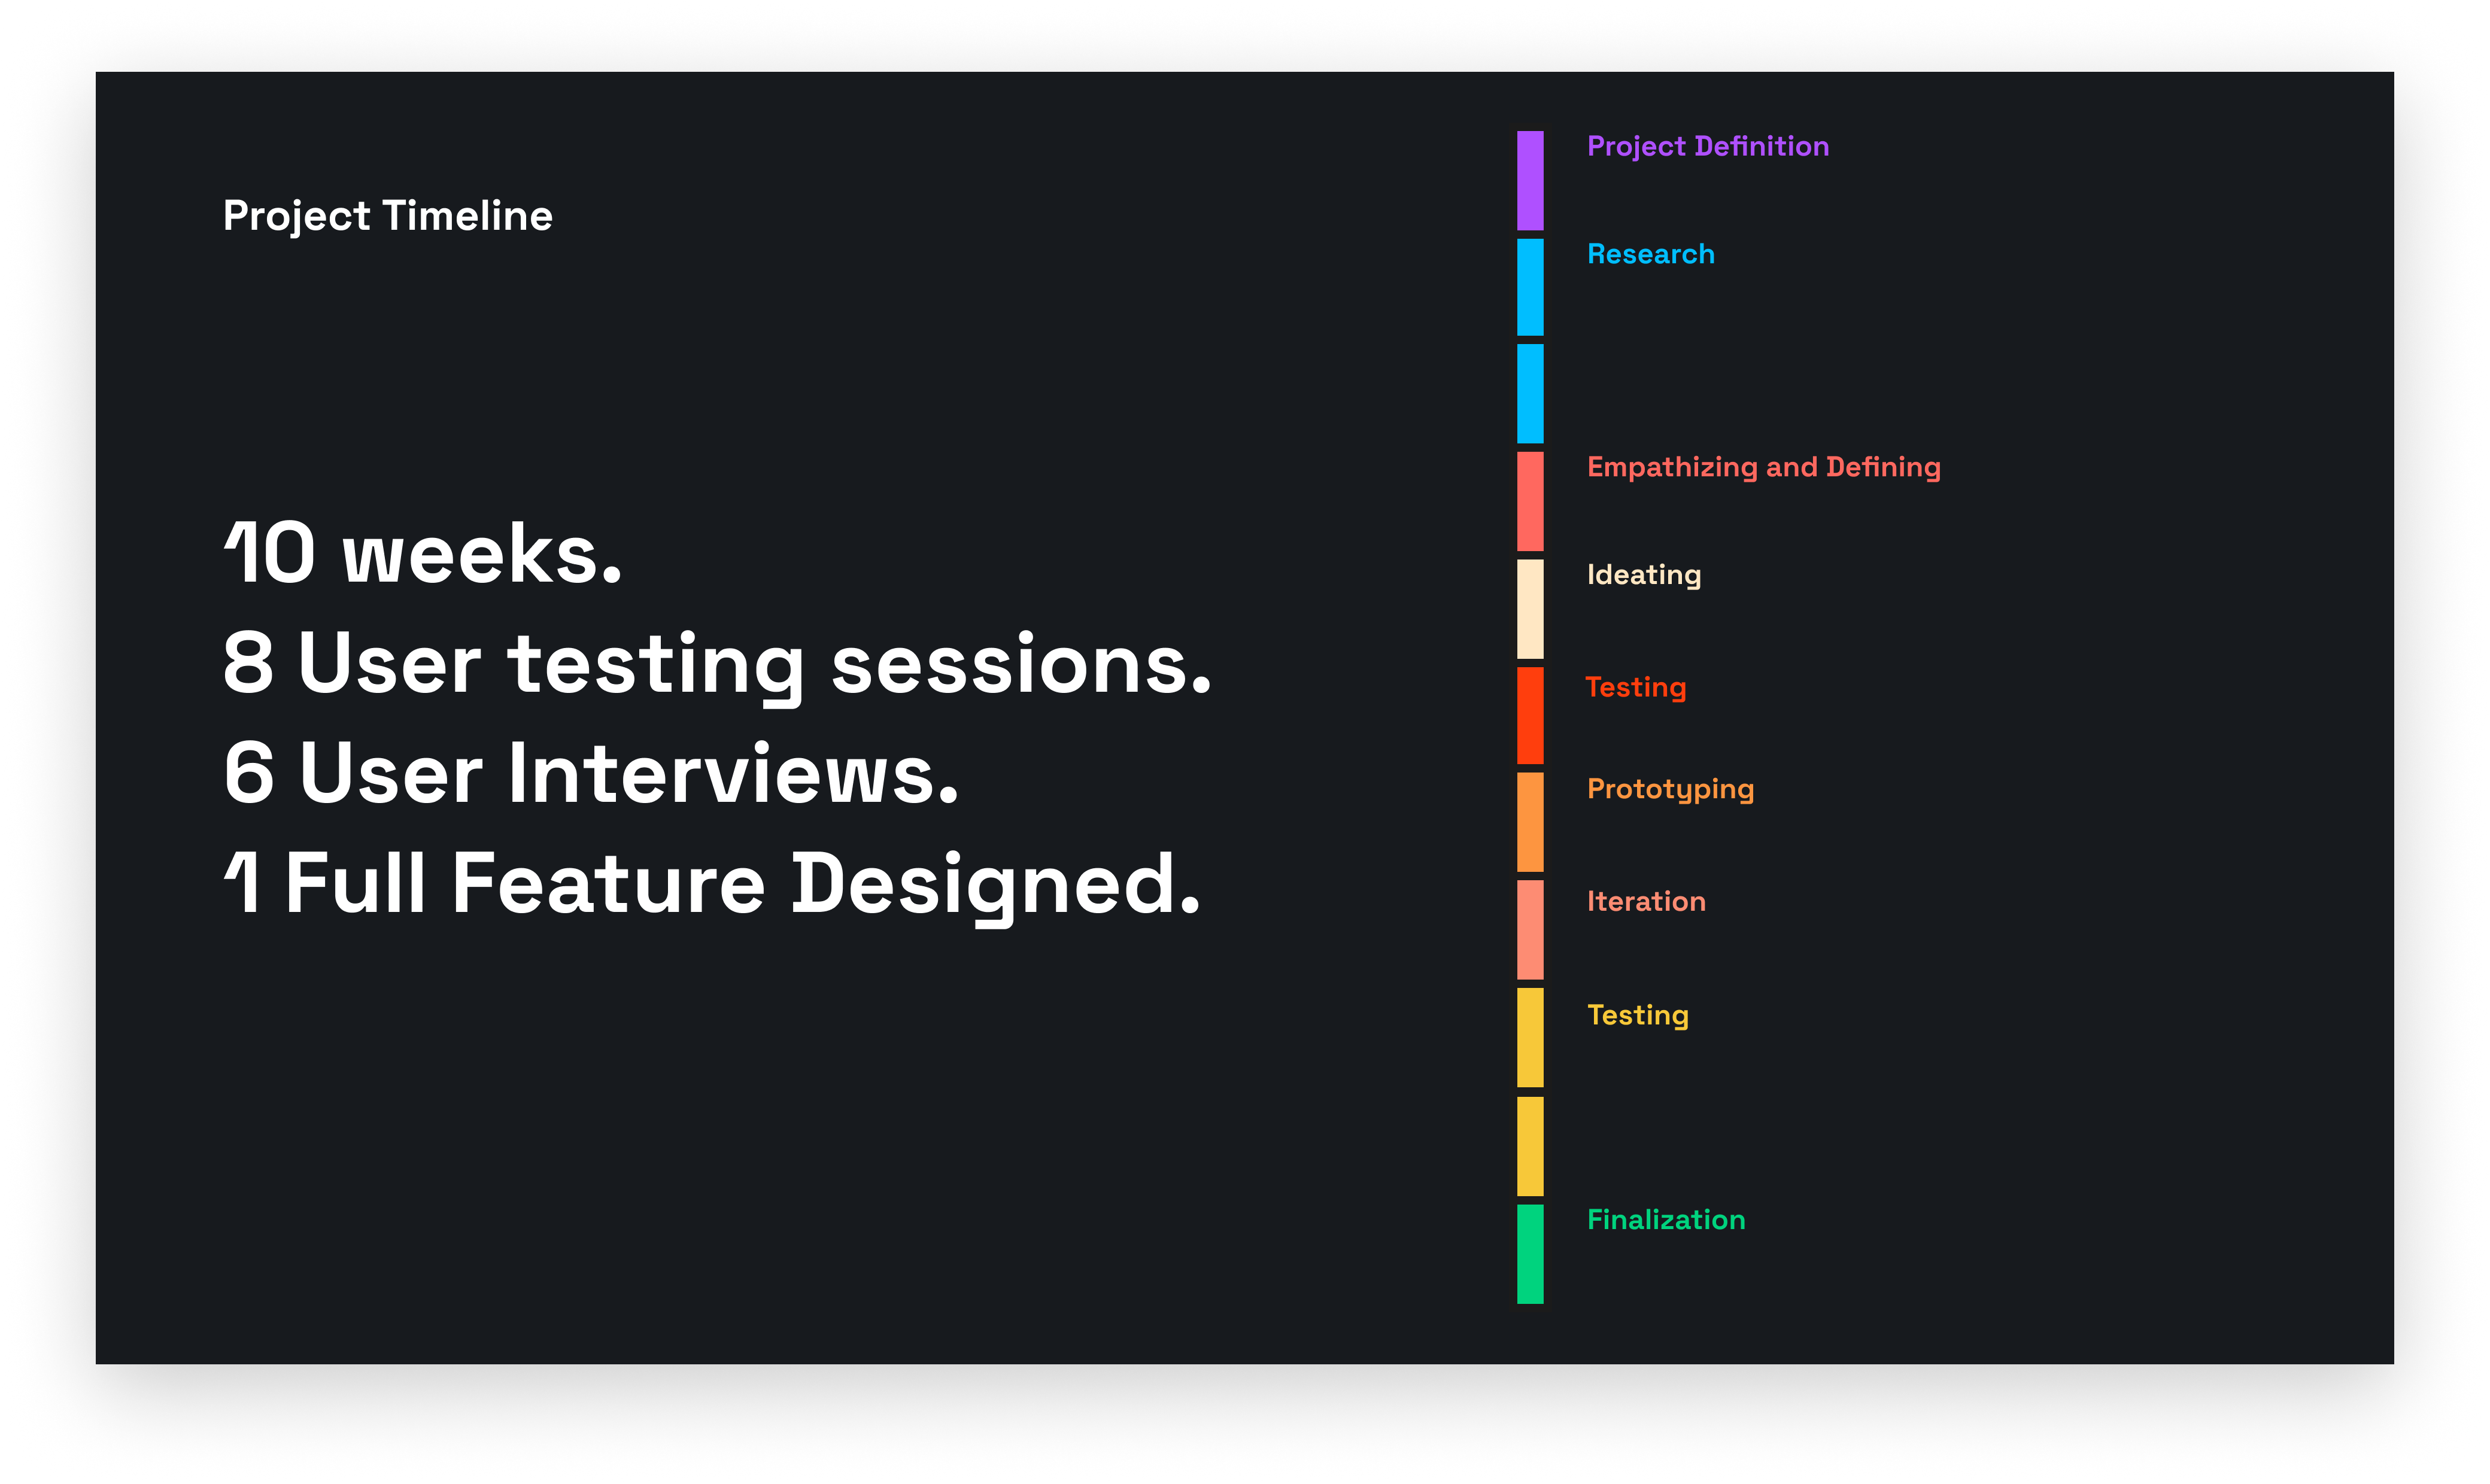 Project Timeline
10 weeks.
8 User testing sessions.
6 User Interviews.
1 Full Feature Designed.
Project Definition
Research
Empathizing and Defining
Ideating
Testing
Prototyping
Iteration
Testing
Finalization